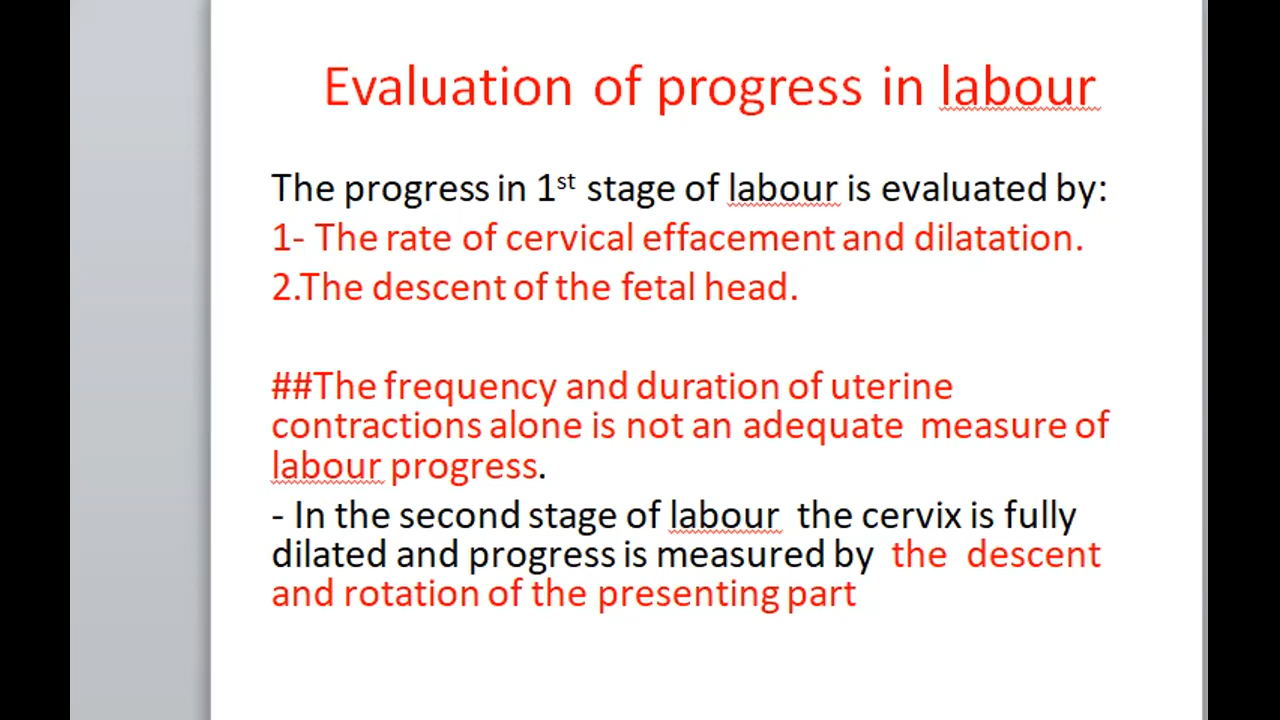 Evaluation of progress in labour
The progress in 1st stage of labour is evaluated by:
1- The rate of cervical effacement and dilatation.
2.The descent of the fetal head.
##The frequency and duration of uterine
contractions alone is not an adequate measure of
labour progress.
- In the second stage of labour the cervix is fully
dilated and progress is measured by the descent
and rotation of the presenting part